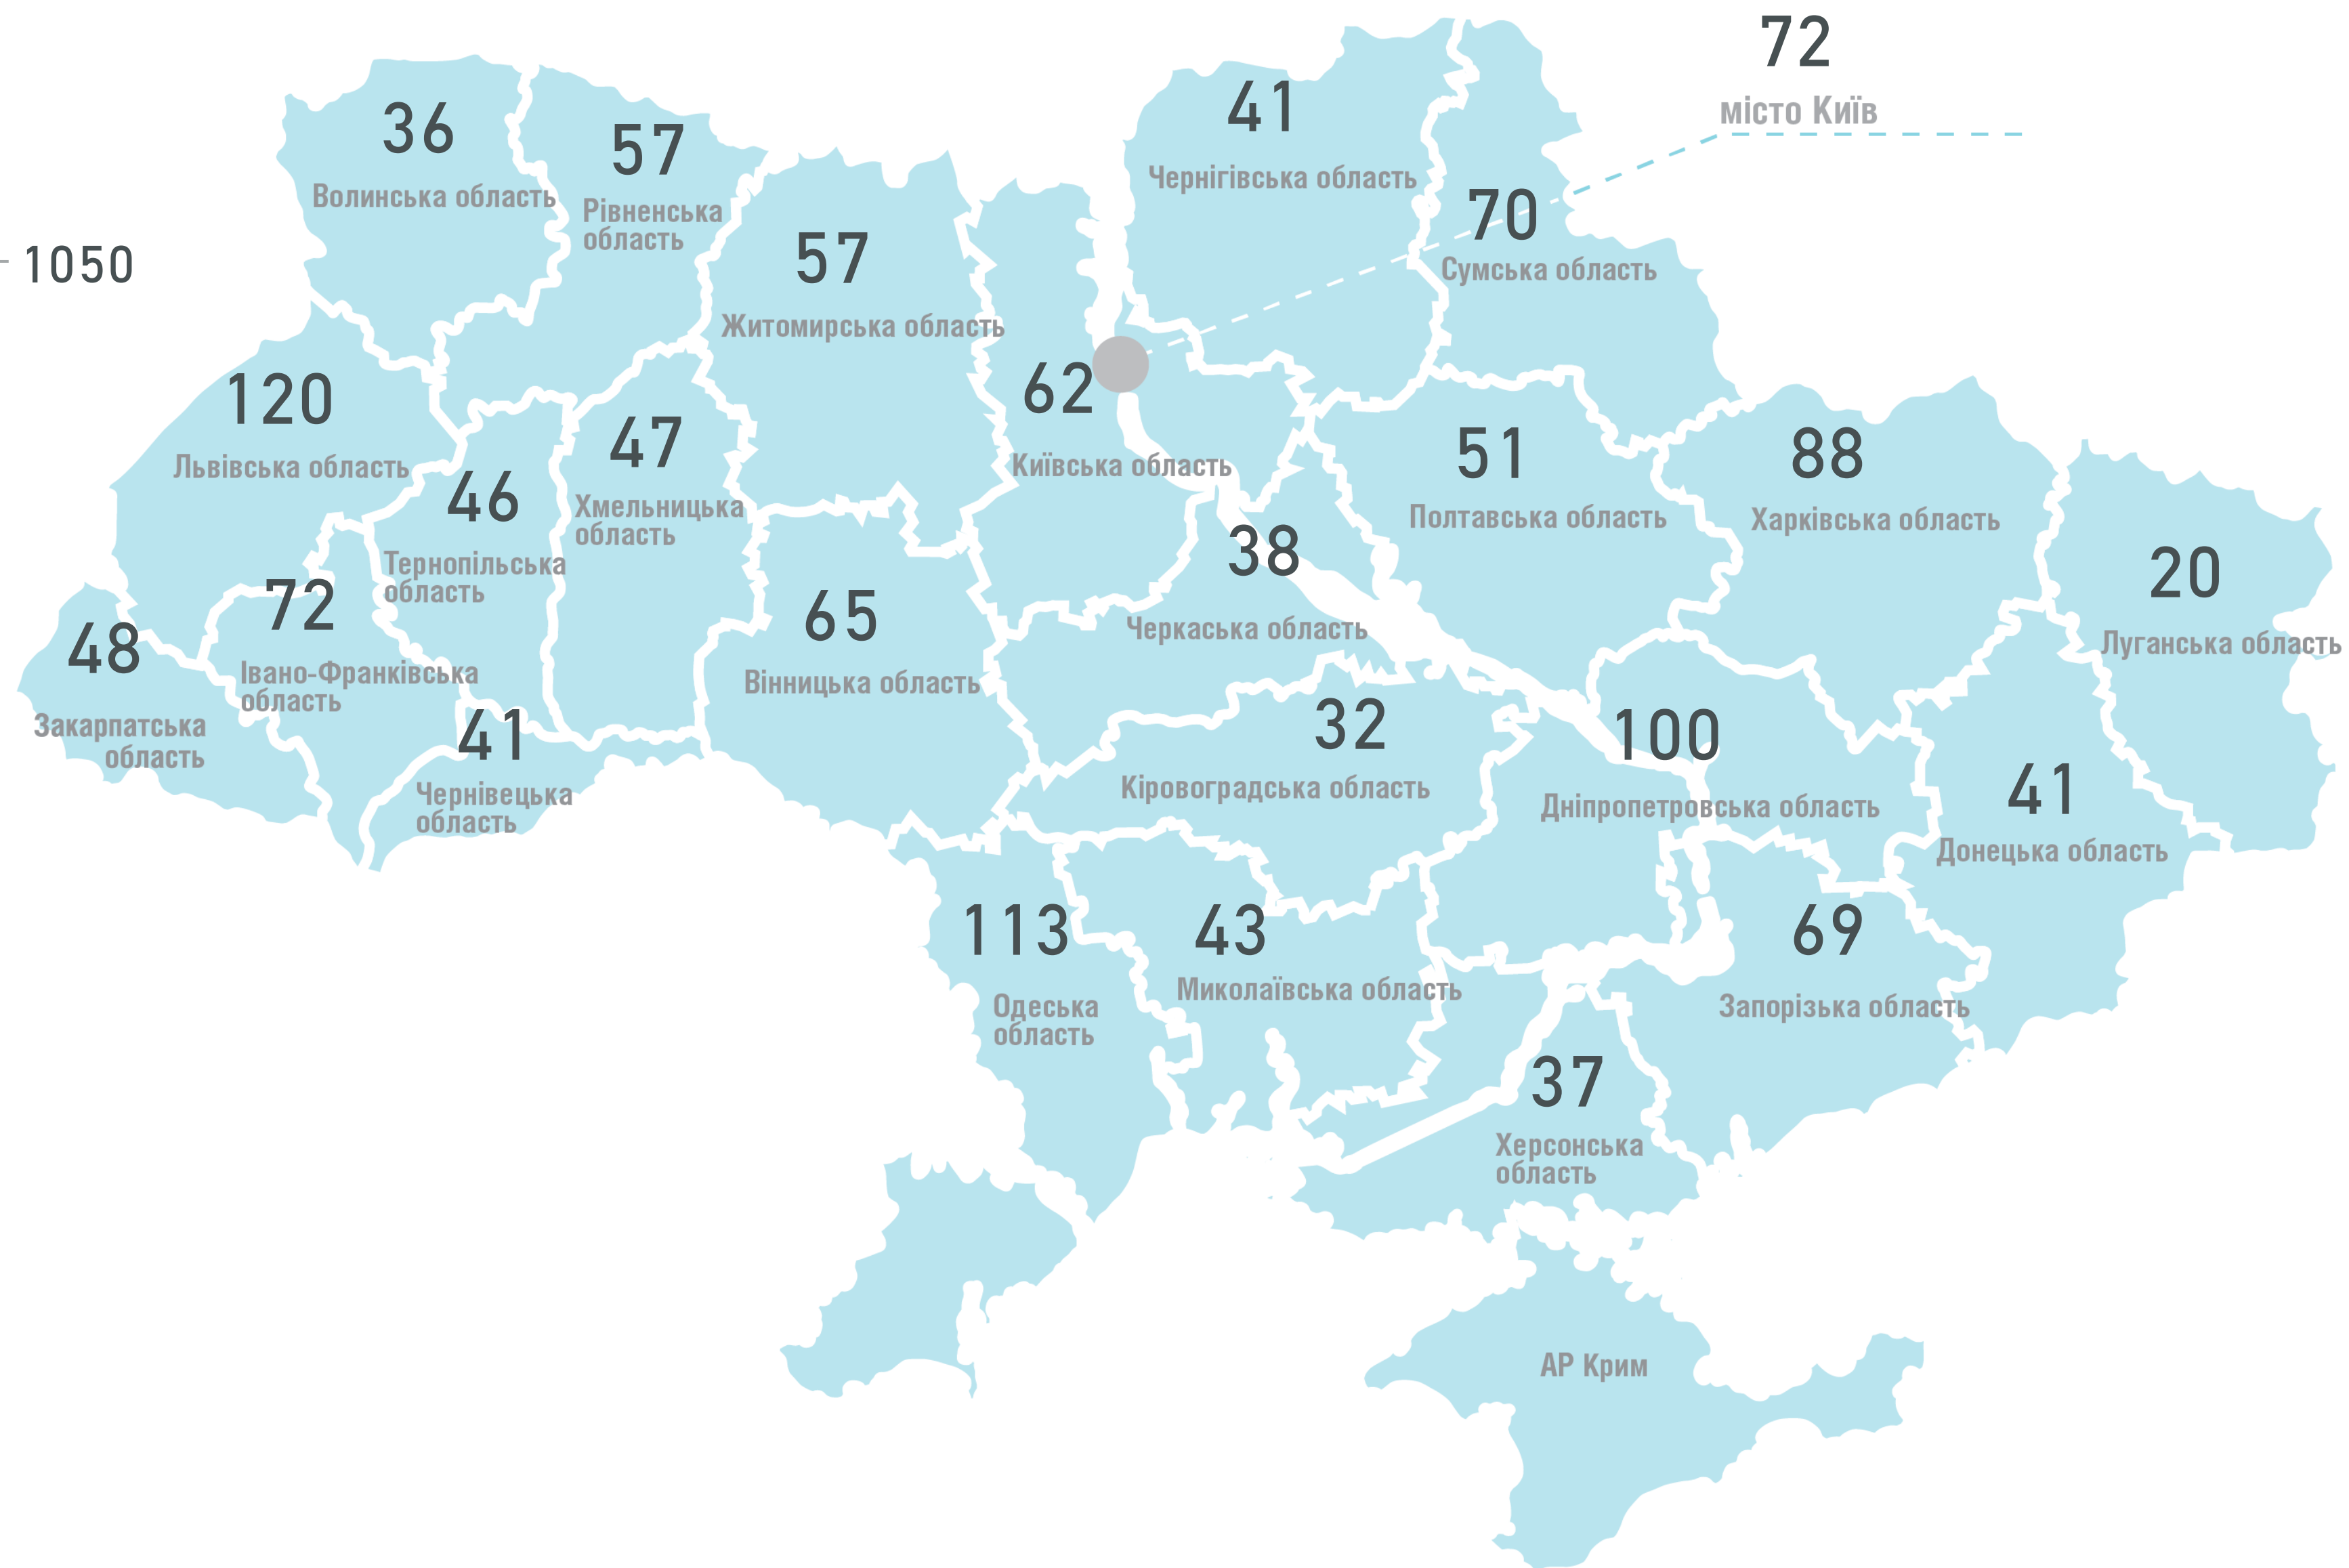 72
місто Київ
41
Чернігівська область
36
Волинська область
57
Рівненська
область
70
Сумська область
– 1050
57
Житомирська область
120
Львівська область
62
Київська область
47
Хмельницька
область
51
Полтавська область
88
Харківська область
46
Тернопільська
область
38
Черкаська область
20
Луганська область
72
Івано-Франківська
область
65
Вінницька область
48
Закарпатська
область
41
Чернівецька
область
32
Кіровоградська область
100
Дніпропетровська область
41
Донецька область
113
Одеська
область
43
Миколаївська область
69
Запорізька область
37
Херсонська
область
АР Крим